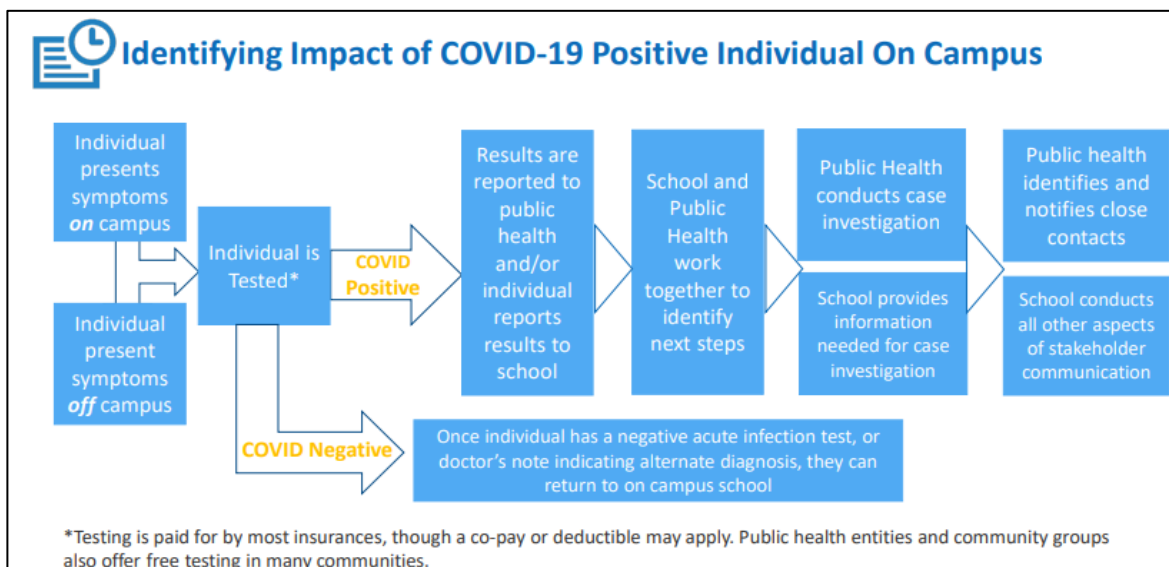 Identifying Impact of COVID-19 Positive Individual On Campus
Individual
presents
symptoms
on campus
Individual
present
symptoms
off campus
Individual is
Tested*
COVID
Positive
Results are
reported to
public
health
and/or
individual
reports
results to
school
School and
Public
Health
work
together to
identify
next steps
Public Health
conducts case
investigation
School provides
information
needed for case
investigation
Public health
identifies and
notifies close
contacts
School conducts
all other aspects
of stakeholder
communication
COVID Negative
Once individual has a negative acute infection test, or
doctor's note indicating alternate diagnosis, they can
return to on campus school
*Testing is paid for by most insurances, though a co-pay or deductible may apply. Public health entities and community groups
also offer free testing in many communities.